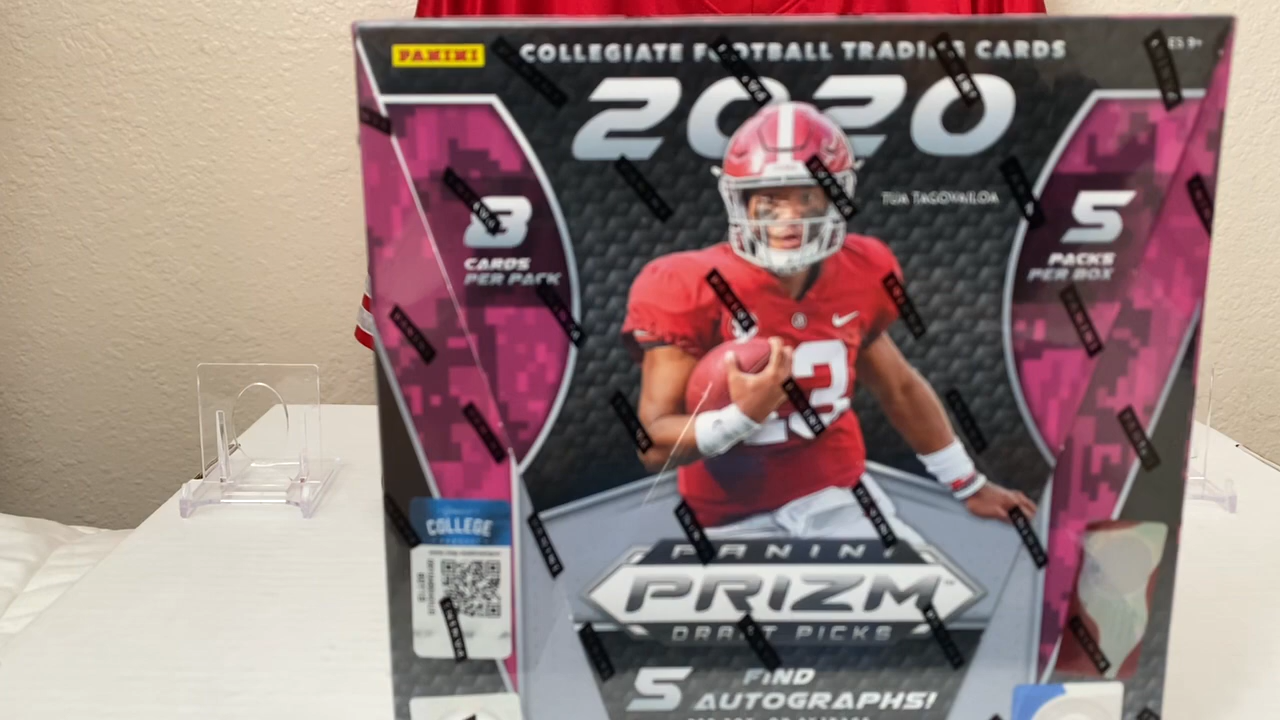 PANINI
COLLEGIATE FOOTBALL TRADING CARDS
2020
TUA TAGOVAILOA
8
CARDS
PER PACK
5
PACKS
PER BOX
13
COLLEGE
PANINI
PRIZM
DRAFT PICKS
FIND
5 AUTOGRAPHS!